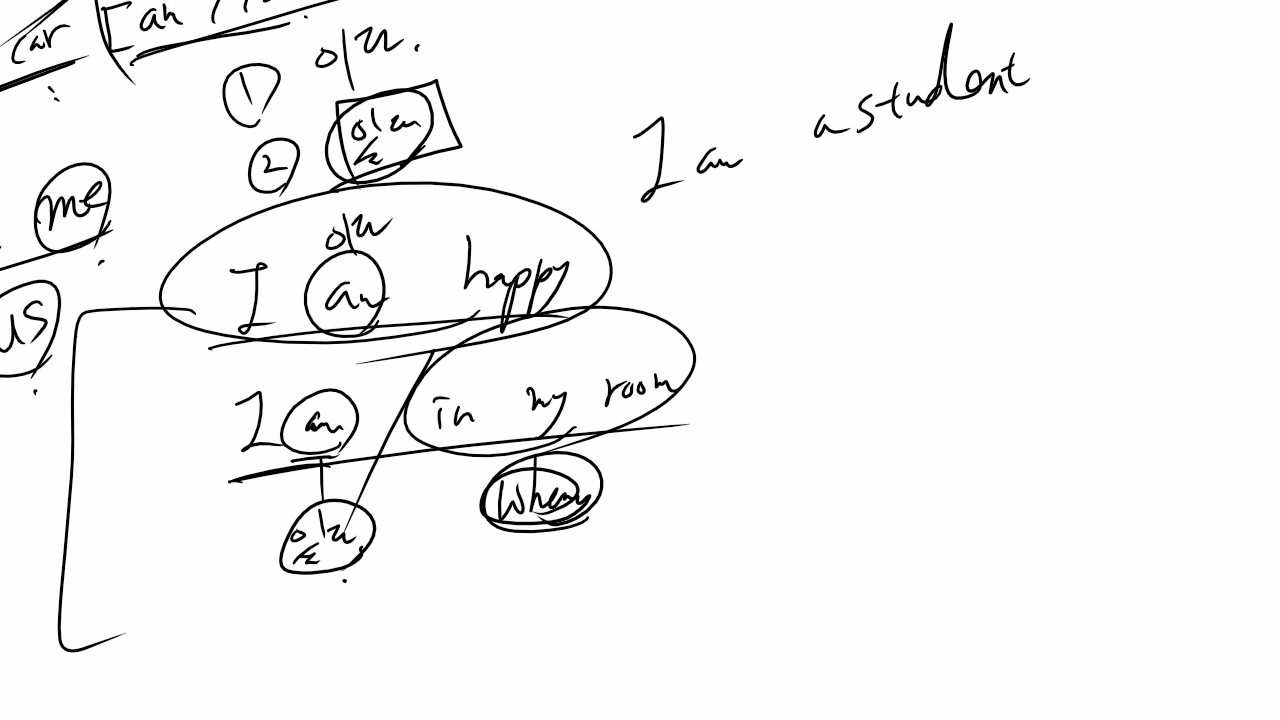 car
① 이다.
② 있다
me
이다
I am happy
us
I am in my room
where
있다.
I am a student